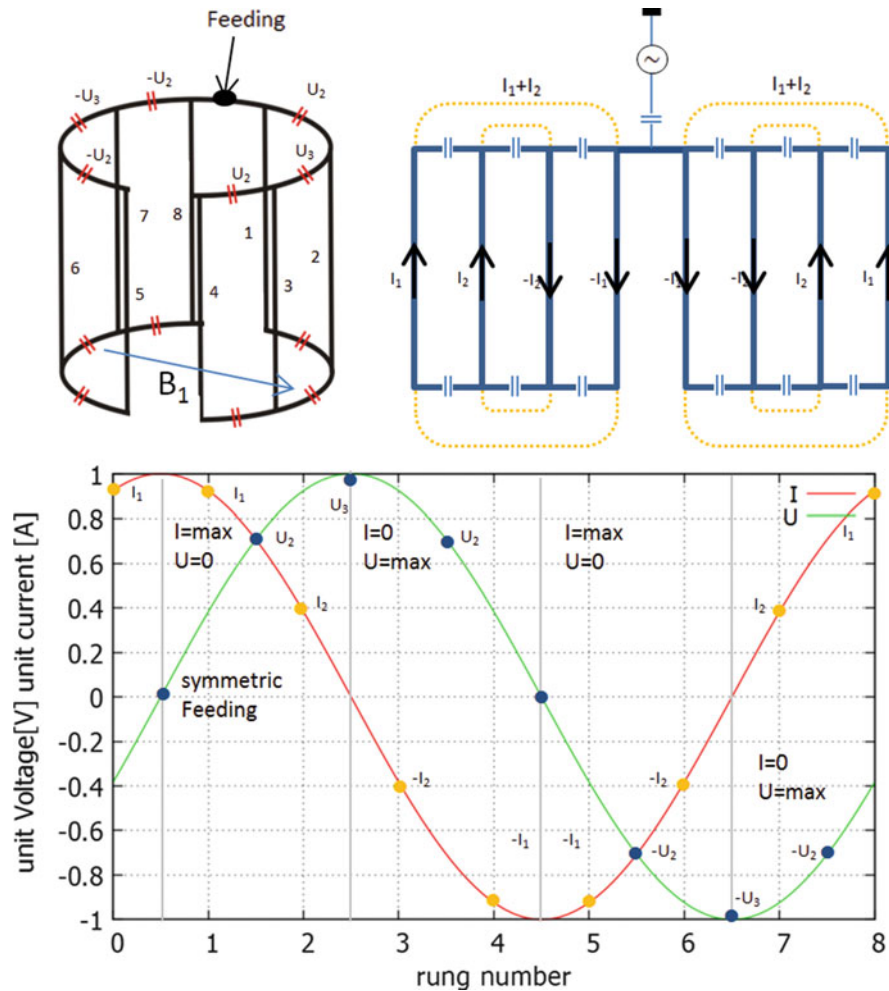 Feeding
-U₃
-U₂
U₂
-U₂
U₂
U₃
7
8
1
2
6
5
4
3
B₁
~
I₁+I₂
I₁+I₂
I₁
I₂
-I₂
-I₁
-I₁
-I₂
I₂
I₁
unit Voltage[V] unit current [A]
1
0.8
0.6
0.4
0.2
0
-0.2
-0.4
-0.6
-0.8
-1
I₁
I₁
I=max
U=0
U₂
I₂
U₃
I=0
U=max
U₂
I=max
U=0
I
U
I₁
I₂
symmetric
Feeding
-I₂
-I₁
-I₁
-U₂
-I₂
I=0
U=max
-U₂
-U₃
0
1
2
3
4
5
6
7
8
rung number